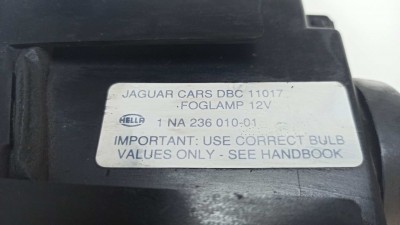 JAGUAR CARS DBC 11017
FOGLAMP 12V
HELLA 1 NA 236 010-01
IMPORTANT: USE CORRECT BULB
VALUES ONLY - SEE HANDBOOK